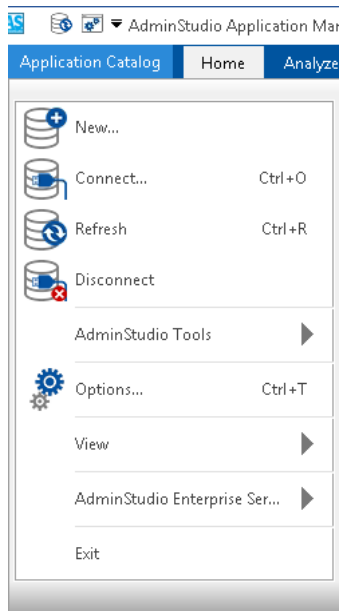 AS AdminStudio Application Mar
Application Catalog Home Analyze
New...
Connect... Ctrl+O
Refresh Ctrl+R
Disconnect
AdminStudio Tools
Options... Ctrl+T
View
AdminStudio Enterprise Ser...
Exit